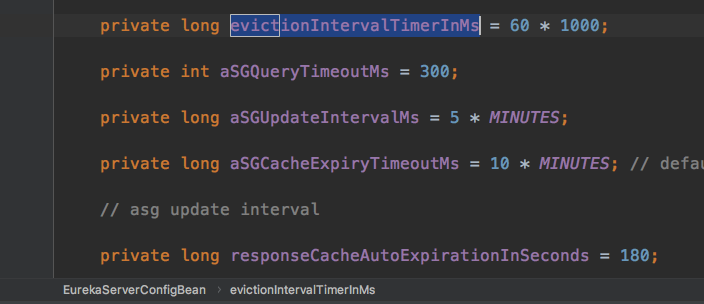 private long evictionIntervalTimerInMs = 60 * 1000;
private int aSGQueryTimeoutMs = 300;
private long aSGUpdateIntervalMs = 5 * MINUTES;
private long aSGCacheExpiryTimeoutMs = 10 * MINUTES; // defau
// asg update interval
private long responseCacheAutoExpirationInSeconds = 180;
EurekaServerConfigBean › evictionIntervalTimerInMs